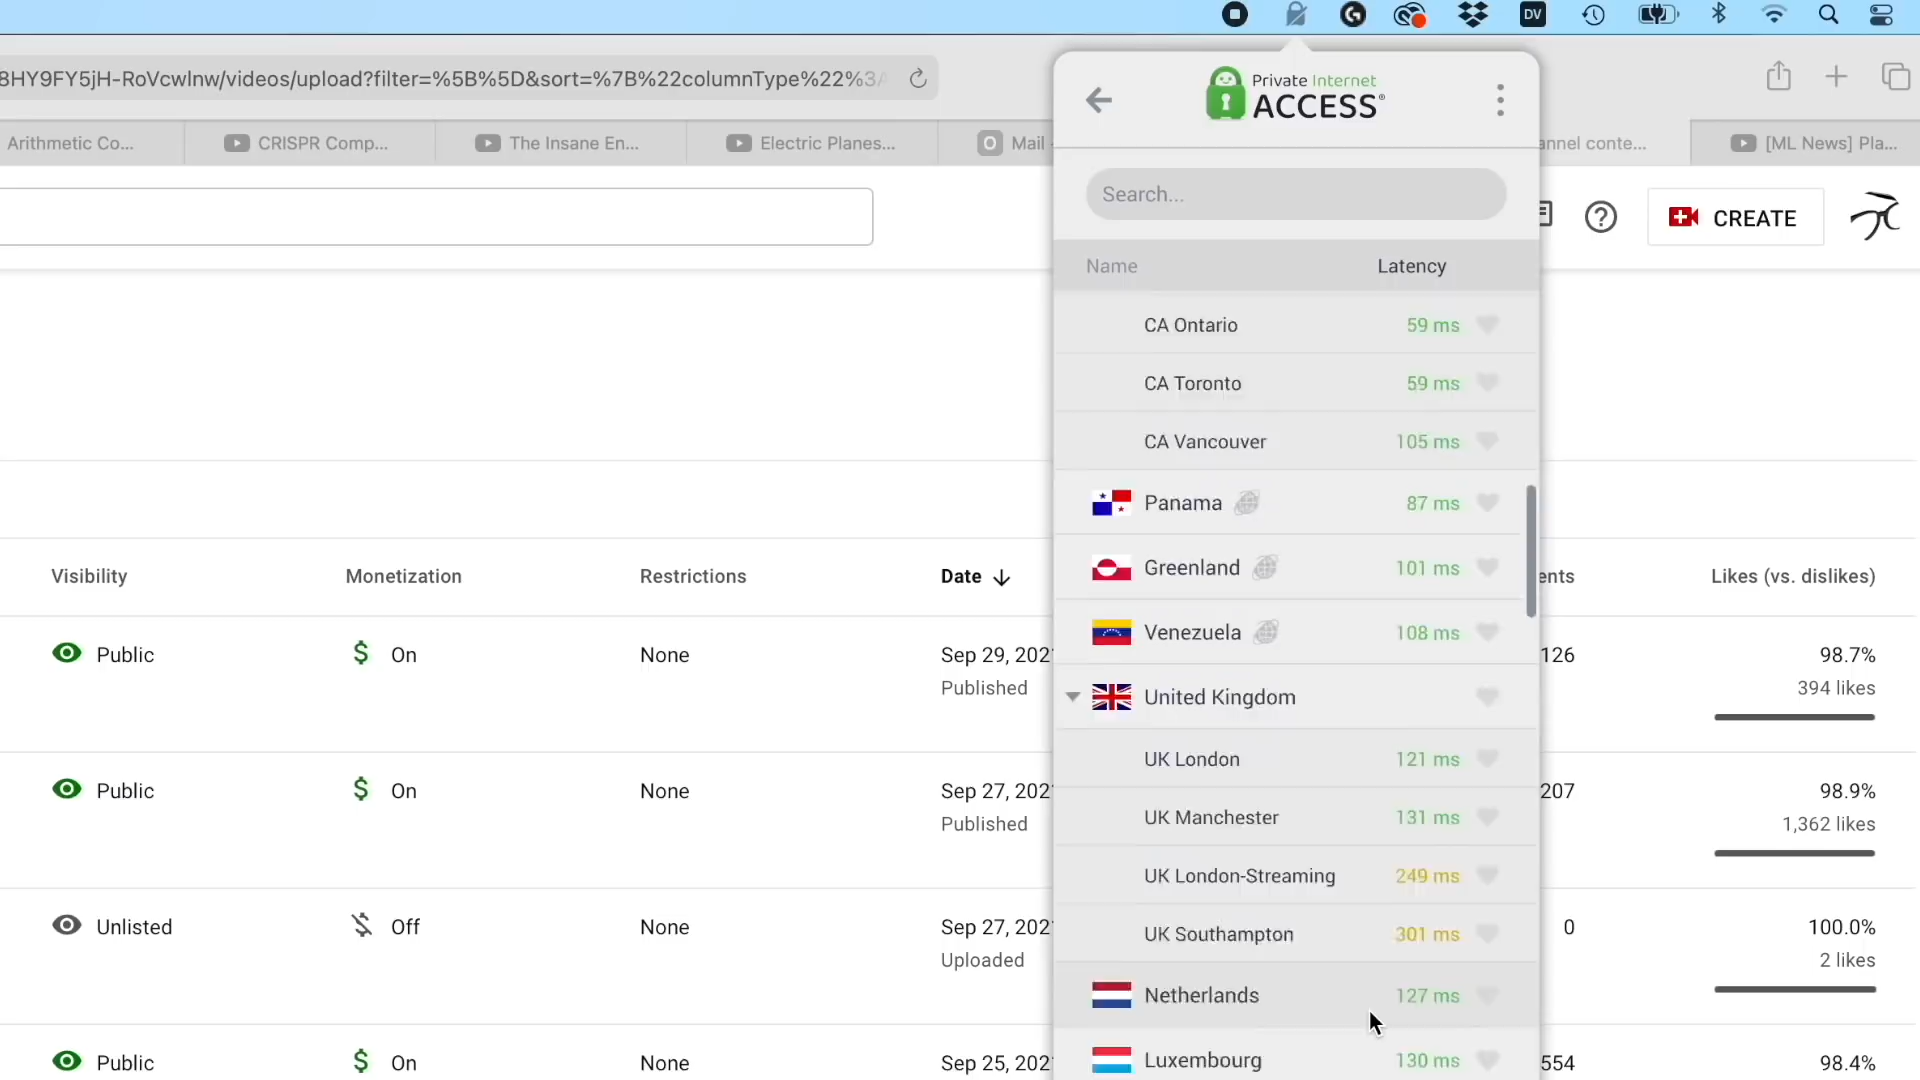 DV
8HY9FY5jH-RoVcwlnw/videos/upload?filter=%5B%5D&sort=%7B%22columnType%22%3A
Private Internet
ACCESS®
Arithmetic Co...
CRISPR Comp...
The Insane En...
Electric Planes...
Mail
annel conte...
[ML News] Pla...
Search...
CREATE
Name Latency
CA Ontario 59 ms
CA Toronto 59 ms
CA Vancouver 105 ms
Panama 87 ms
Greenland 101 ms
Venezuela 108 ms
United Kingdom
UK London 121 ms
UK Manchester 131 ms
UK London-Streaming 249 ms
UK Southampton 301 ms
Netherlands 127 ms
Luxembourg 130 ms
Visibility Monetization Restrictions Date ents Likes (vs. dislikes)
Public $ On None Sep 29, 202 126 98.7%
Published 394 likes
Public $ On None Sep 27, 202 207 98.9%
Published 1,362 likes
Unlisted Off None Sep 27, 202 0 100.0%
Uploaded 2 likes
Public $ On None Sep 25, 202 554 98.4%